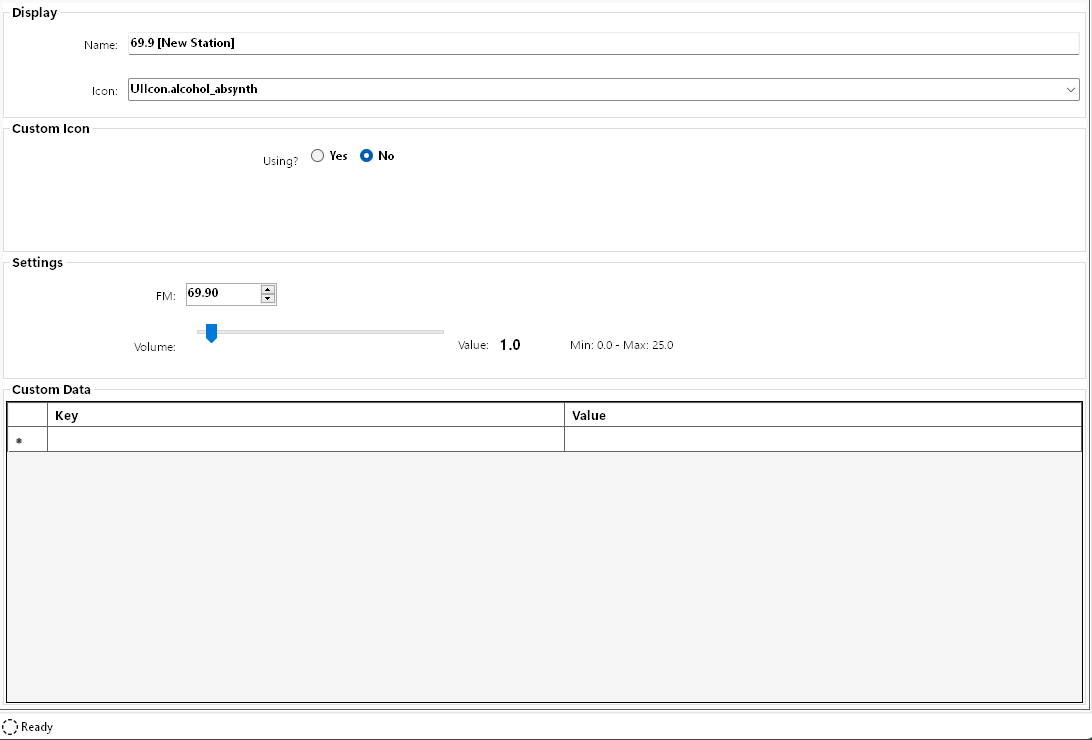 Display
Name: 69.9 [New Station]
Icon: UIIcon.alcohol_absynth
Custom Icon
Using? Yes No
Settings
FM: 69.90
Volume: Value: 1.0 Min: 0.0 - Max: 25.0
Custom Data
Key Value
*
Ready